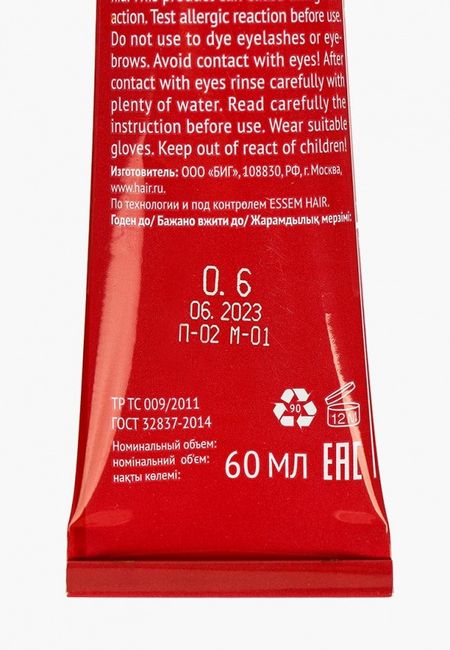 action. Test allergic reaction before use.
Do not use to dye eyelashes or eye-
brows. Avoid contact with eyes! After
contact with eyes rinse carefully with
plenty of water. Read carefully the
instruction before use. Wear suitable
gloves. Keep out of react of children!
Изготовитель: ООО «БИГ», 108830, РФ, г. Москва,
www.hair.ru.
По технологии и под контролем ESSEM HAIR.
Годен до/ Бажано вжити до/ Жарамдылық мерзімі:
0.6
06.2023
П-02 М-01
ТР ТС 009/2011
ГОСТ 32837-2014
90
12
Номинальный объем:
номінальний об'єм:
нақты көлемі:
60 МЛ
EAC